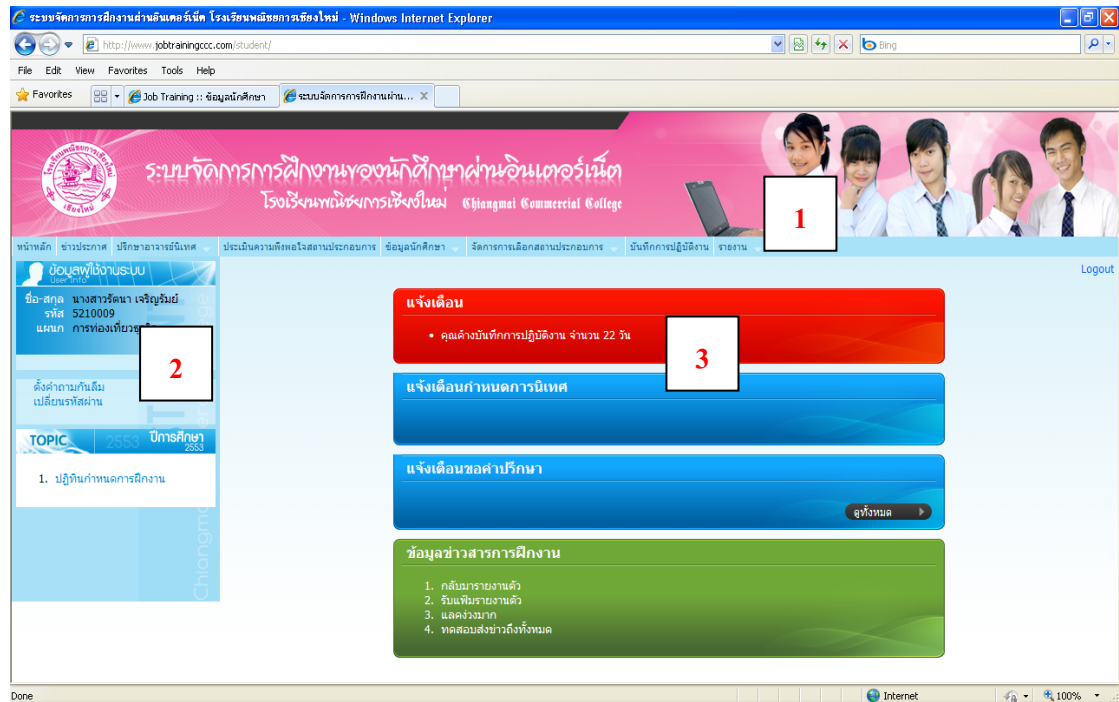 ระบบจัดการการฝึกงานผ่านอินเตอร์เน็ต โรงเรียนพณิชยการเชียงใหม่ - Windows Internet Explorer
http://www.jobtrainingccc.com/student/
Bing
File Edit View Favorites Tools Help
Favorites
Job Training :: ข้อมูลนักศึกษา
ระบบจัดการการฝึกงานผ่าน...
ระบบจัดการการฝึกงานของนักศึกษาผ่านอินเตอร์เน็ต
โรงเรียนพณิชยการเชียงใหม่ Chiangmai Commercial College
1
หน้าหลัก ข่าวประกาศ ปรึกษาอาจารย์นิเทศ ประเมินความพึงพอใจสถานประกอบการ ข้อมูลนักศึกษา จัดการการเลือกสถานประกอบการ บันทึกการปฏิบัติงาน รายงาน
Logout
ข้อมูลผู้ใช้งานระบบ
User Info
ชื่อ-สกุล นางสาวรัตนา เจริญรัมย์
รหัส 5210009
แผนก การท่องเที่ยว
2
ตั้งคำถามกันลืม
เปลี่ยนรหัสผ่าน
TOPIC 2553 ปีการศึกษา
2553
1. ปฏิทินกำหนดการฝึกงาน
แจ้งเตือน
• คุณค้างบันทึกการปฏิบัติงาน จำนวน 22 วัน
3
แจ้งเตือนกำหนดการนิเทศ
แจ้งเตือนขอคำปรึกษา
ดูทั้งหมด
ข้อมูลข่าวสารการฝึกงาน
1. กลับมารายงานตัว
2. รับแฟ้มรายงานตัว
3. แลคง่วงมาก
4. ทดสอบส่งข่าวถึงทั้งหมด
Done
Internet
100%